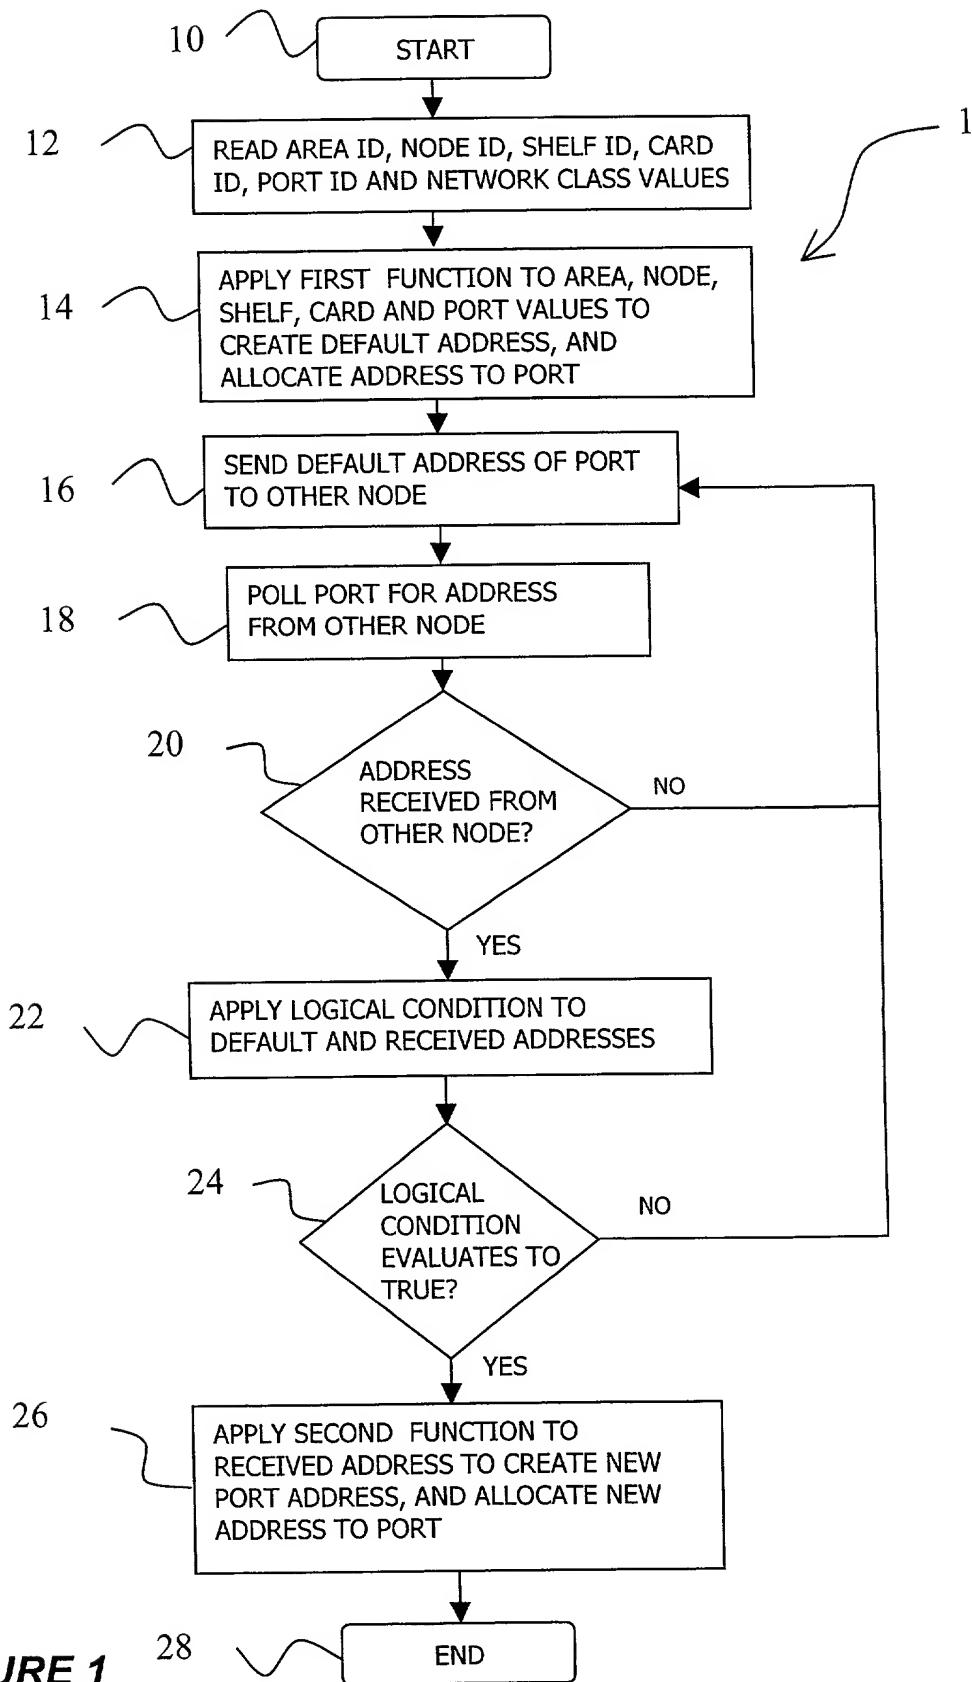 10
START
12
READ AREA ID, NODE ID, SHELF ID, CARD
ID, PORT ID AND NETWORK CLASS VALUES
1
14
APPLY FIRST FUNCTION TO AREA, NODE,
SHELF, CARD AND PORT VALUES TO
CREATE DEFAULT ADDRESS, AND
ALLOCATE ADDRESS TO PORT
16
SEND DEFAULT ADDRESS OF PORT
TO OTHER NODE
18
POLL PORT FOR ADDRESS
FROM OTHER NODE
20
ADDRESS
RECEIVED FROM
OTHER NODE?
NO
YES
22
APPLY LOGICAL CONDITION TO
DEFAULT AND RECEIVED ADDRESSES
24
LOGICAL
CONDITION
EVALUATES TO
TRUE?
NO
YES
26
APPLY SECOND FUNCTION TO
RECEIVED ADDRESS TO CREATE NEW
PORT ADDRESS, AND ALLOCATE NEW
ADDRESS TO PORT
28
END
URE 1